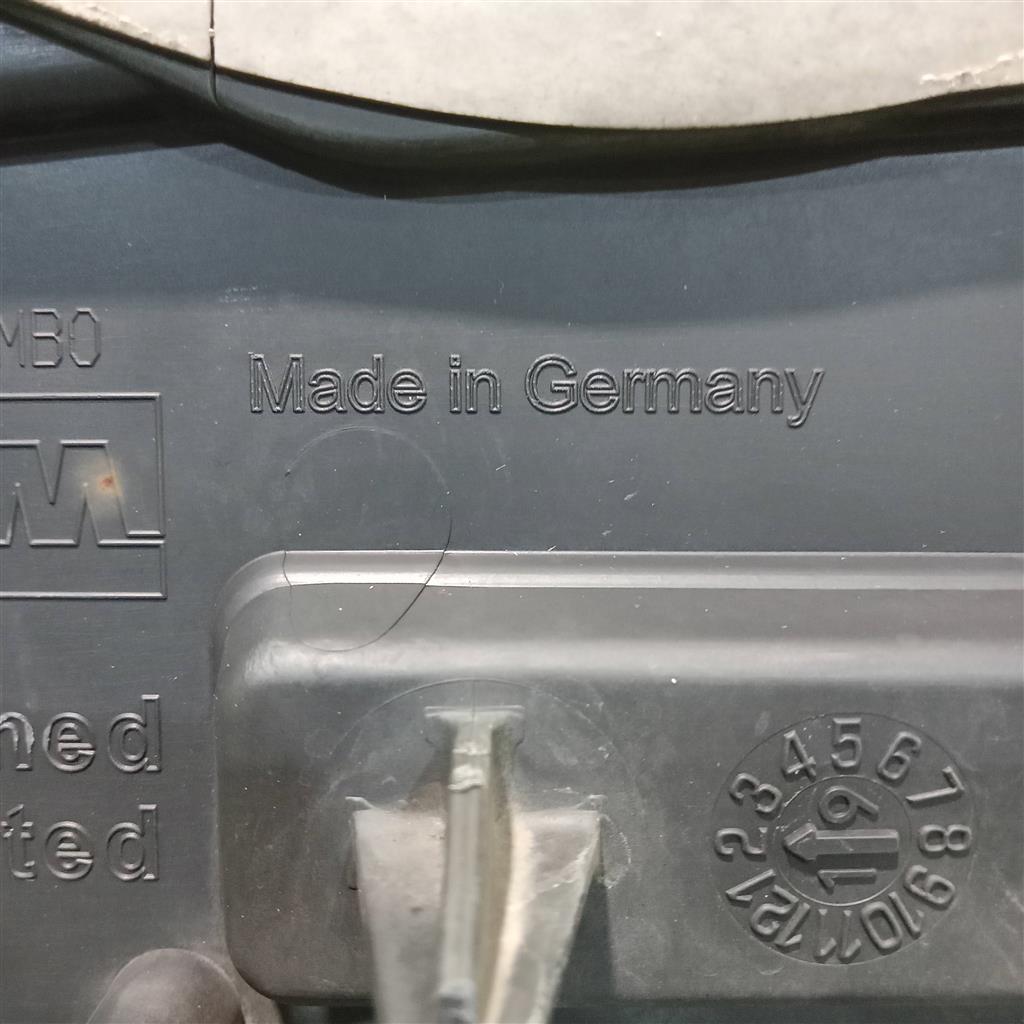 MBO
Made in Germany
M
ned
ted
1 2 3 4 5 6 7 8 9 10 11 12
19